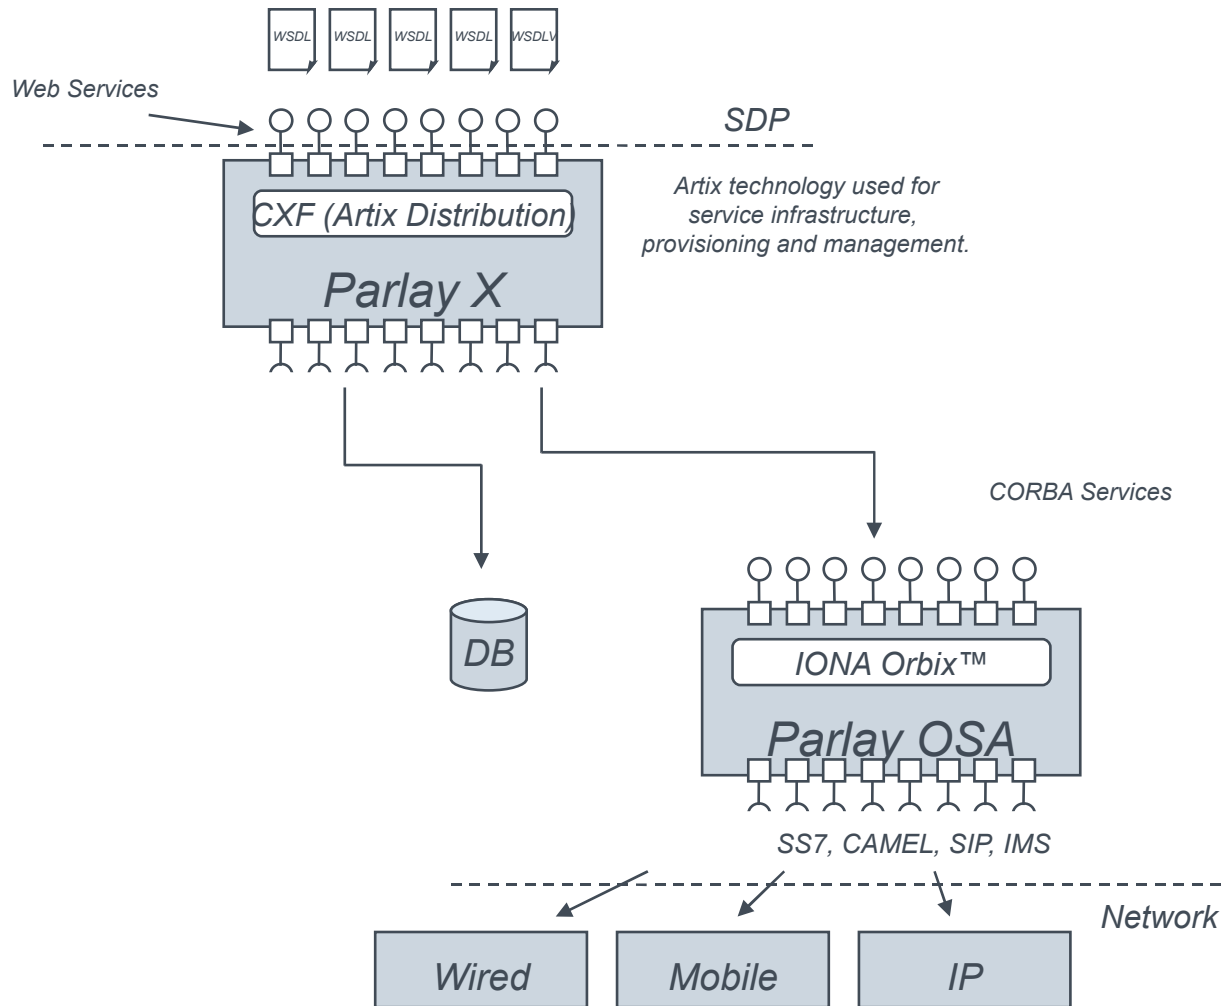 WSDL WSDL WSDL WSDL WSDLV
Web Services
SDP
Artix technology used for
service infrastructure,
provisioning and management.
CXF (Artix Distribution)
Parlay X
CORBA Services
DB
IONA Orbix™
Parlay OSA
SS7, CAMEL, SIP, IMS
Network
Wired Mobile IP